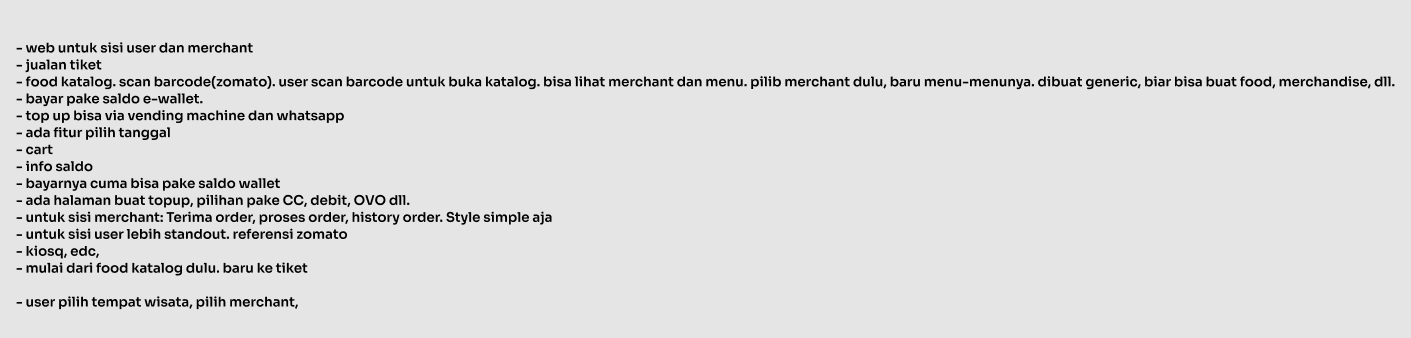 - web untuk sisi user dan merchant
- jualan tiket
- food katalog. scan barcode(zomato). user scan barcode untuk buka katalog. bisa lihat merchant dan menu. pilib merchant dulu, baru menu-menunya. dibuat generic, biar bisa buat food, merchandise, dll.
- bayar pake saldo e-wallet.
- top up bisa via vending machine dan whatsapp
- ada fitur pilih tanggal
- cart
- info saldo
- bayarnya cuma bisa pake saldo wallet
- ada halaman buat topup, pilihan pake CC, debit, OVO dll.
- untuk sisi merchant: Terima order, proses order, history order. Style simple aja
- untuk sisi user lebih standout. referensi zomato
- kiosq, edc,
- mulai dari food katalog dulu. baru ke tiket
- user pilih tempat wisata, pilih merchant,